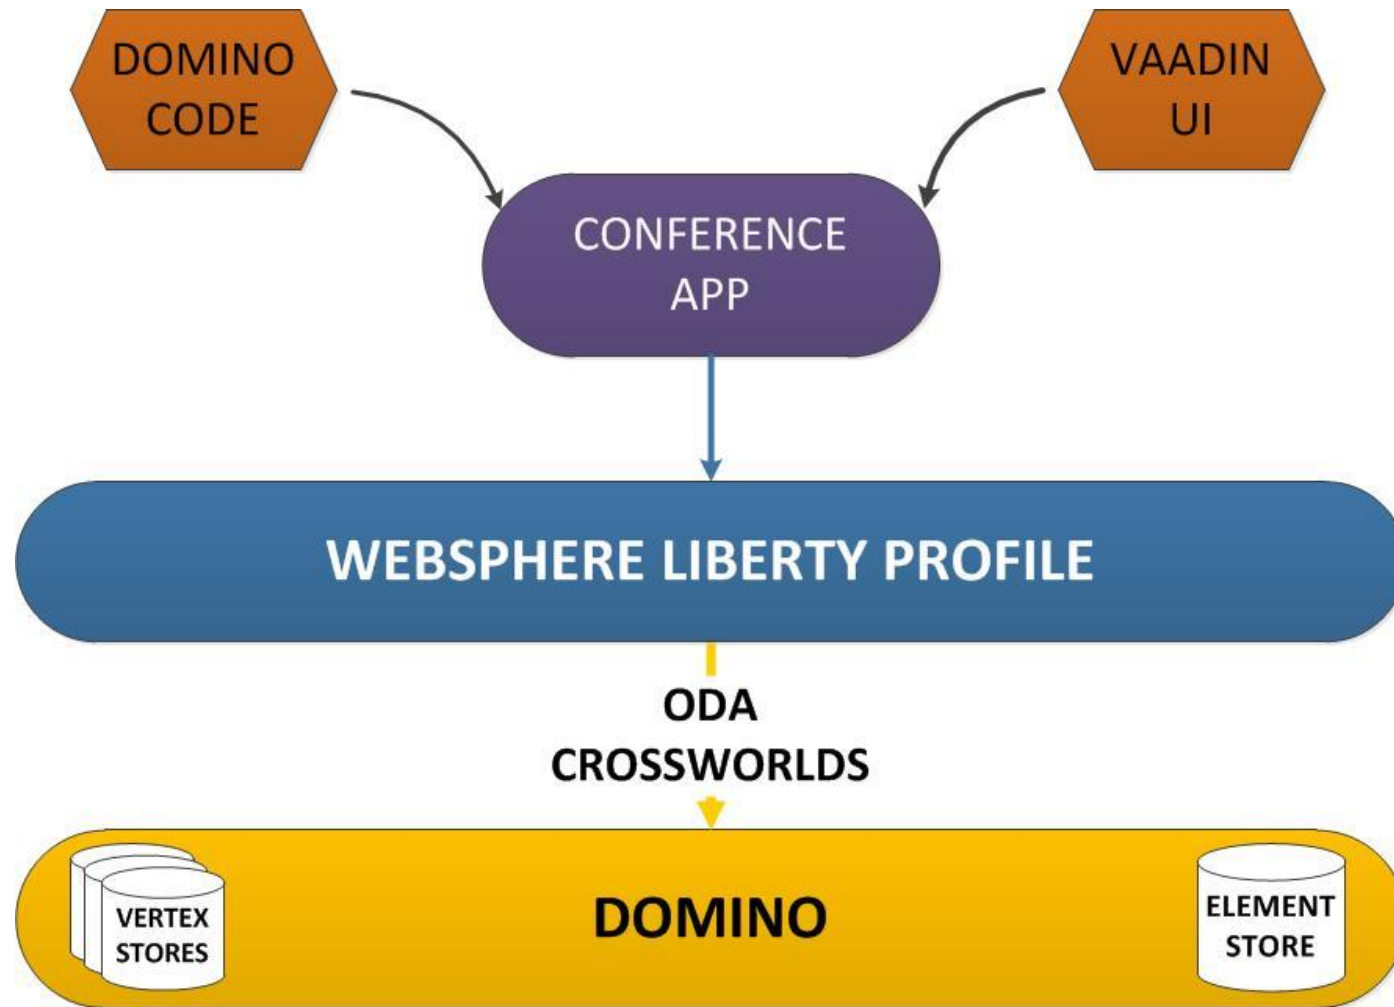 DOMINO
CODE
VAADIN
UI
CONFERENCE
APP
WEBSPHERE LIBERTY PROFILE
ODA
CROSSWORLDS
VERTEX
STORES
DOMINO
ELEMENT
STORE